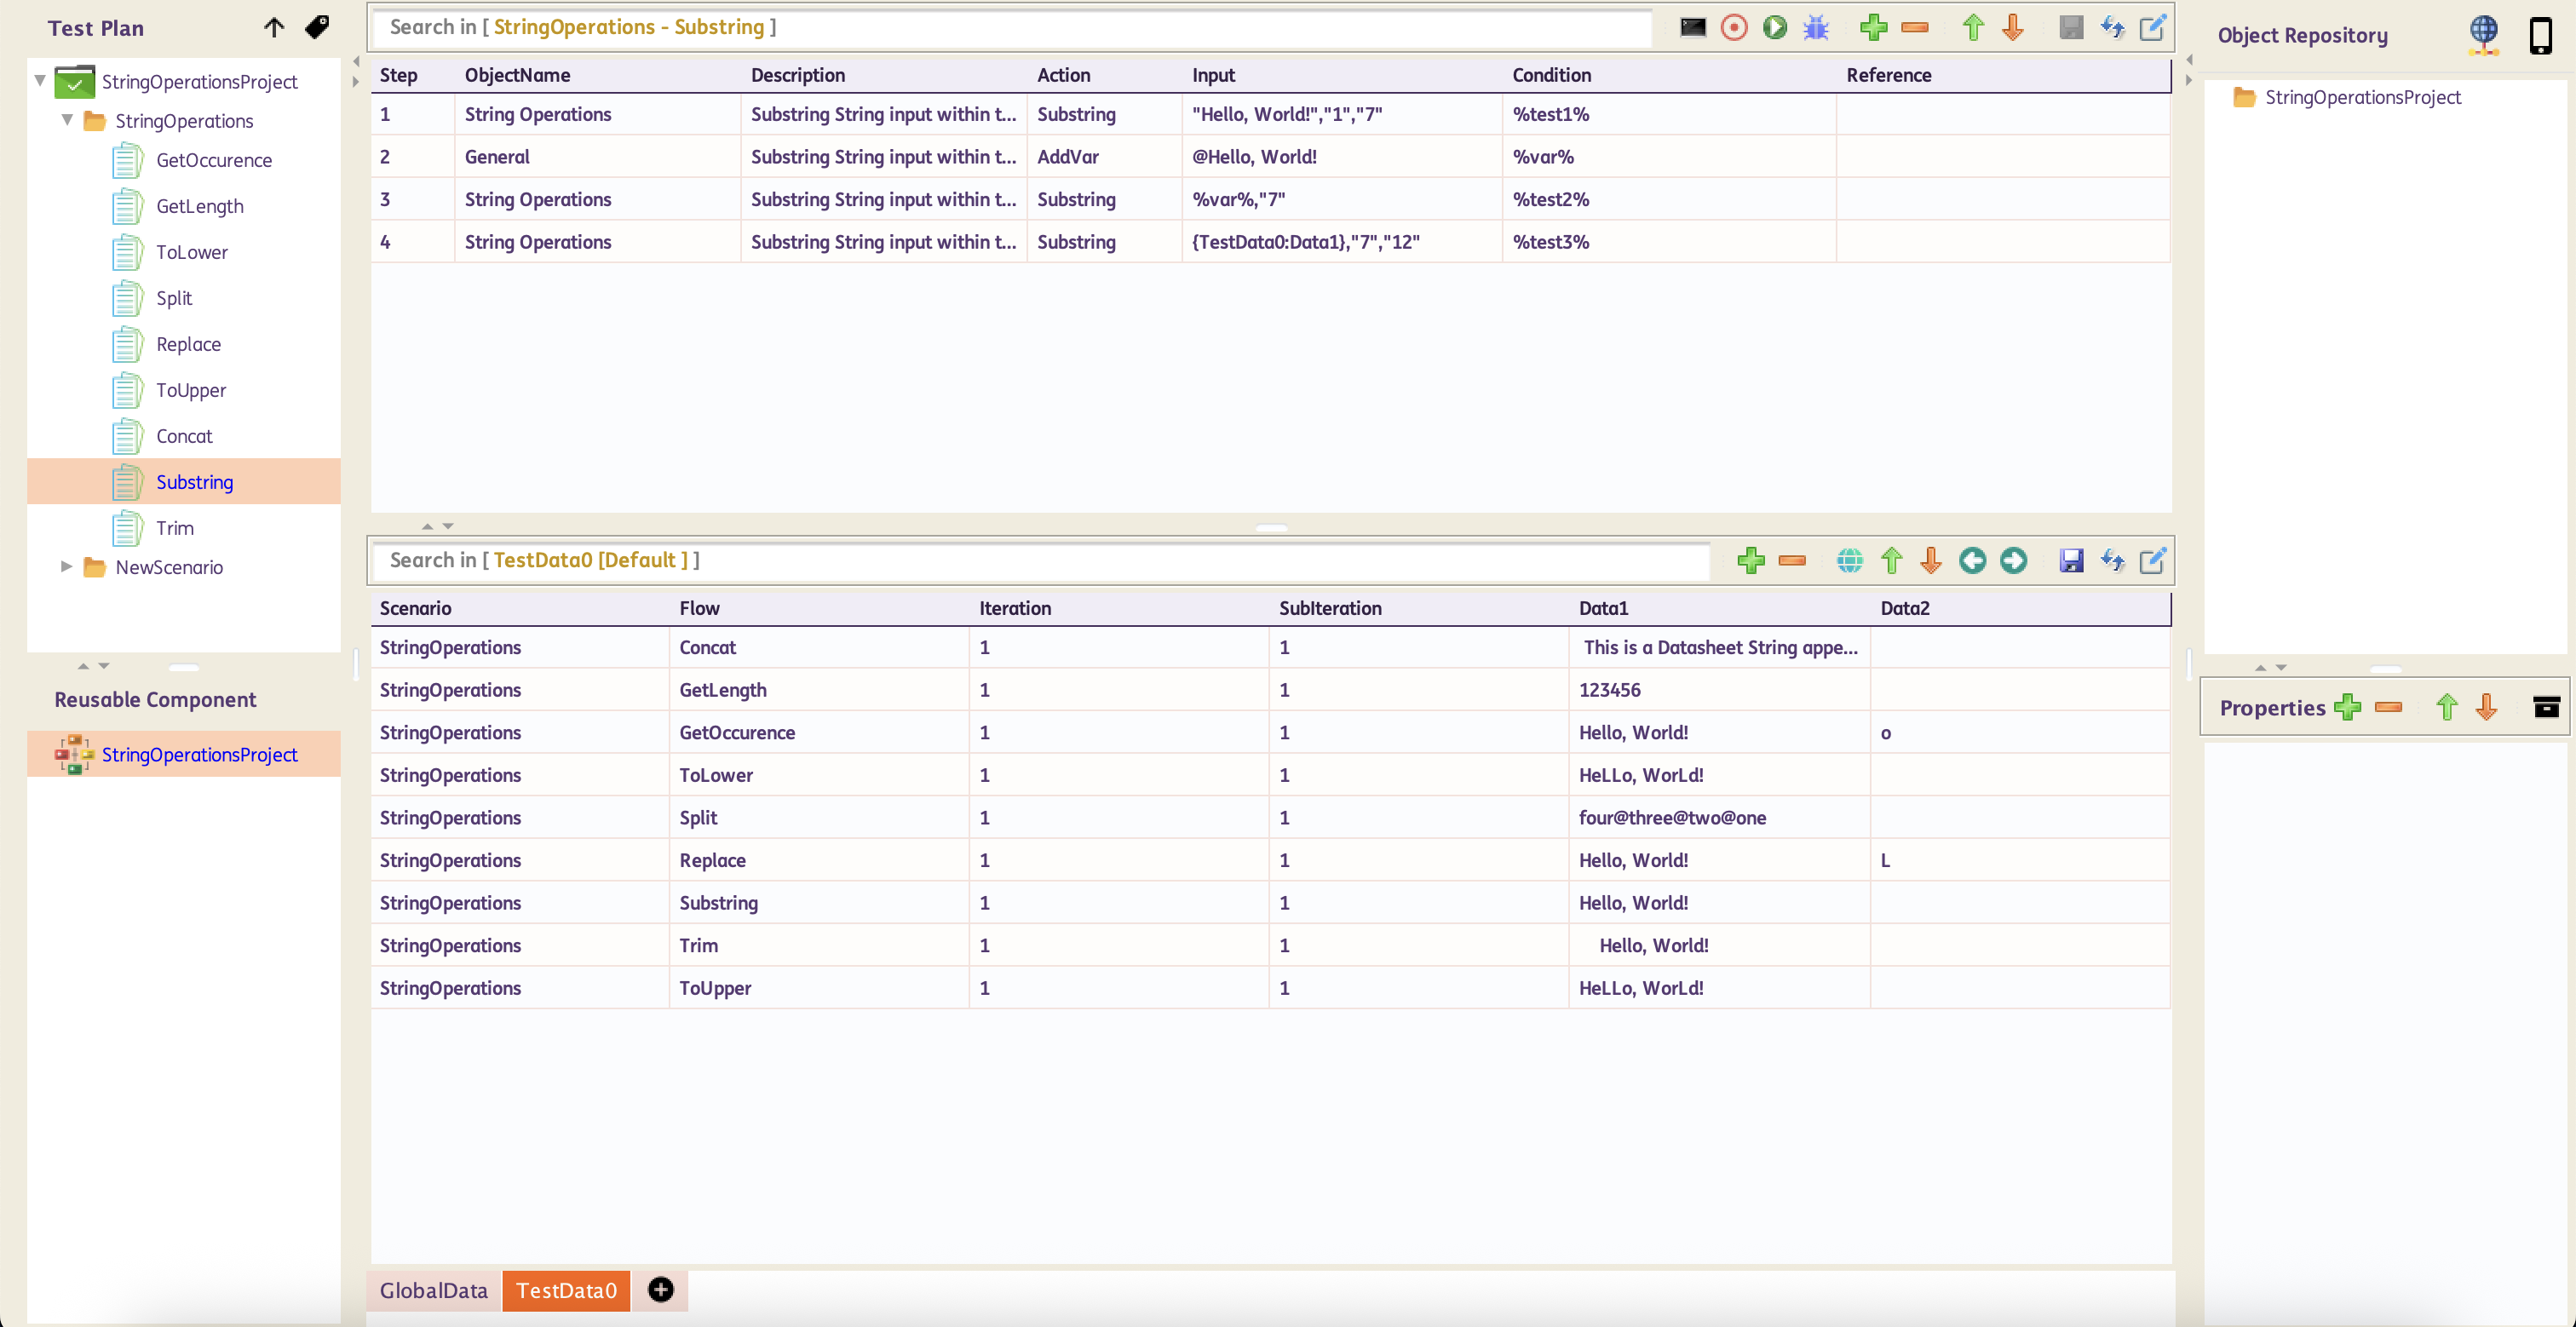 Test Plan
StringOperationsProject
StringOperations
GetOccurence
GetLength
ToLower
Split
Replace
ToUpper
Concat
Substring
Trim
NewScenario
Reusable Component
StringOperationsProject
Search in [ StringOperations - Substring ]
Step ObjectName Description Action Input Condition Reference
1 String Operations Substring String input within t... Substring "Hello, World!","1","7" %test1%
2 General Substring String input within t... AddVar @Hello, World! %var%
3 String Operations Substring String input within t... Substring %var%,"7" %test2%
4 String Operations Substring String input within t... Substring {TestData0:Data1},"7","12" %test3%
Search in [ TestData0 [Default ] ]
Scenario Flow Iteration SubIteration Data1 Data2
StringOperations Concat 1 1 This is a Datasheet String appe...
StringOperations GetLength 1 1 123456
StringOperations GetOccurence 1 1 Hello, World! o
StringOperations ToLower 1 1 HeLLo, WorLd!
StringOperations Split 1 1 four@three@two@one
StringOperations Replace 1 1 Hello, World! L
StringOperations Substring 1 1 Hello, World!
StringOperations Trim 1 1 Hello, World!
StringOperations ToUpper 1 1 HeLLo, WorLd!
GlobalData TestData0
Object Repository
StringOperationsProject
Properties